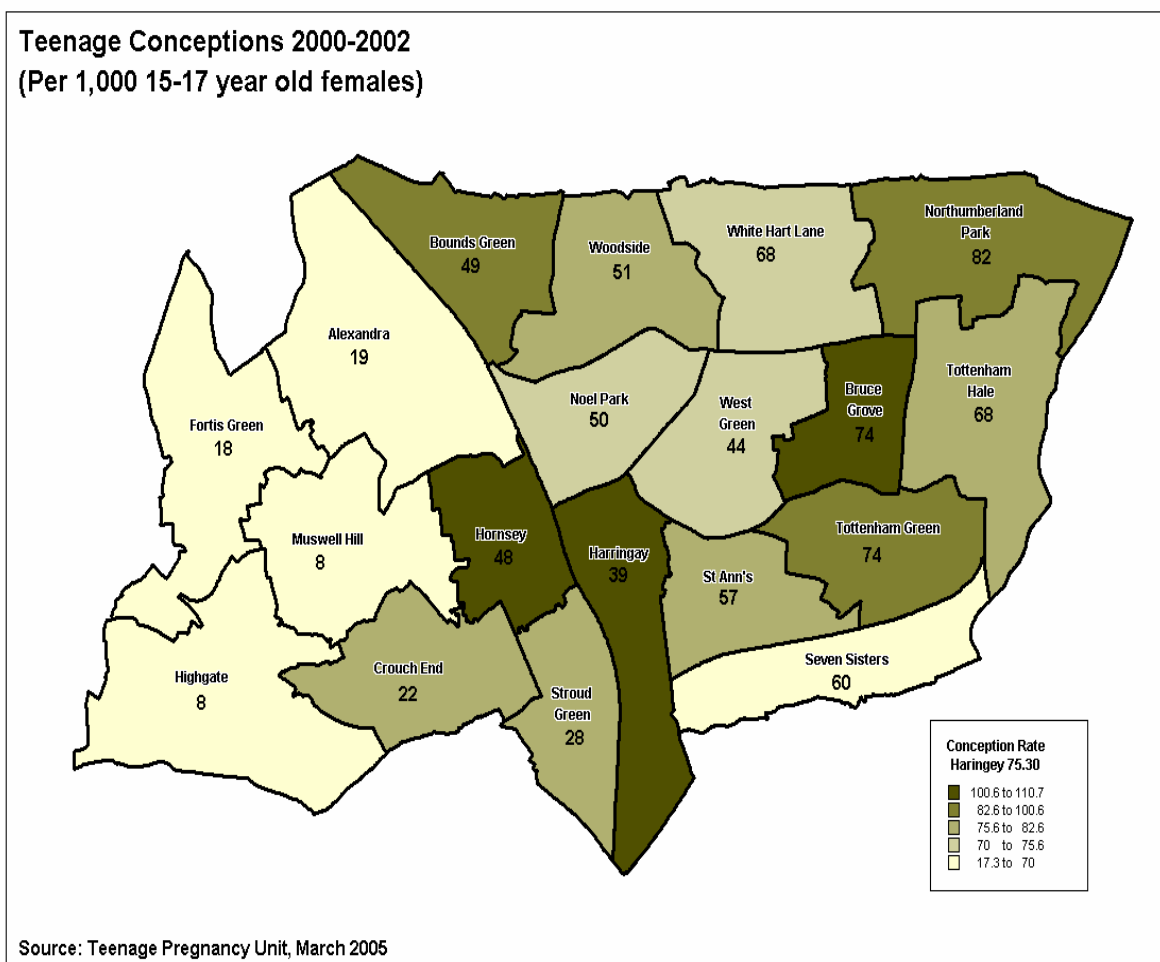 Teenage Conceptions 2000-2002
(Per 1,000 15-17 year old females)
Northumberland
Park
82
Bounds Green
49
Woodside
51
White Hart Lane
68
Alexandra
19
Tottenham
Hale
68
Bruce
Grove
74
Noel Park
50
West
Green
44
Fortis Green
18
Muswell Hill
8
Hornsey
48
Harringay
39
Tottenham Green
74
St Ann's
57
Seven Sisters
60
Highgate
8
Crouch End
22
Stroud
Green
28
Conception Rate
Haringey 75.30
100.6 to 110.7
82.6 to 100.6
75.6 to 82.6
70 to 75.6
17.3 to 70
Source: Teenage Pregnancy Unit, March 2005